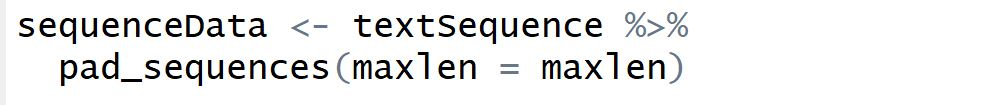 sequenceData <- textSequence %>%
  pad_sequences(maxlen = maxlen)